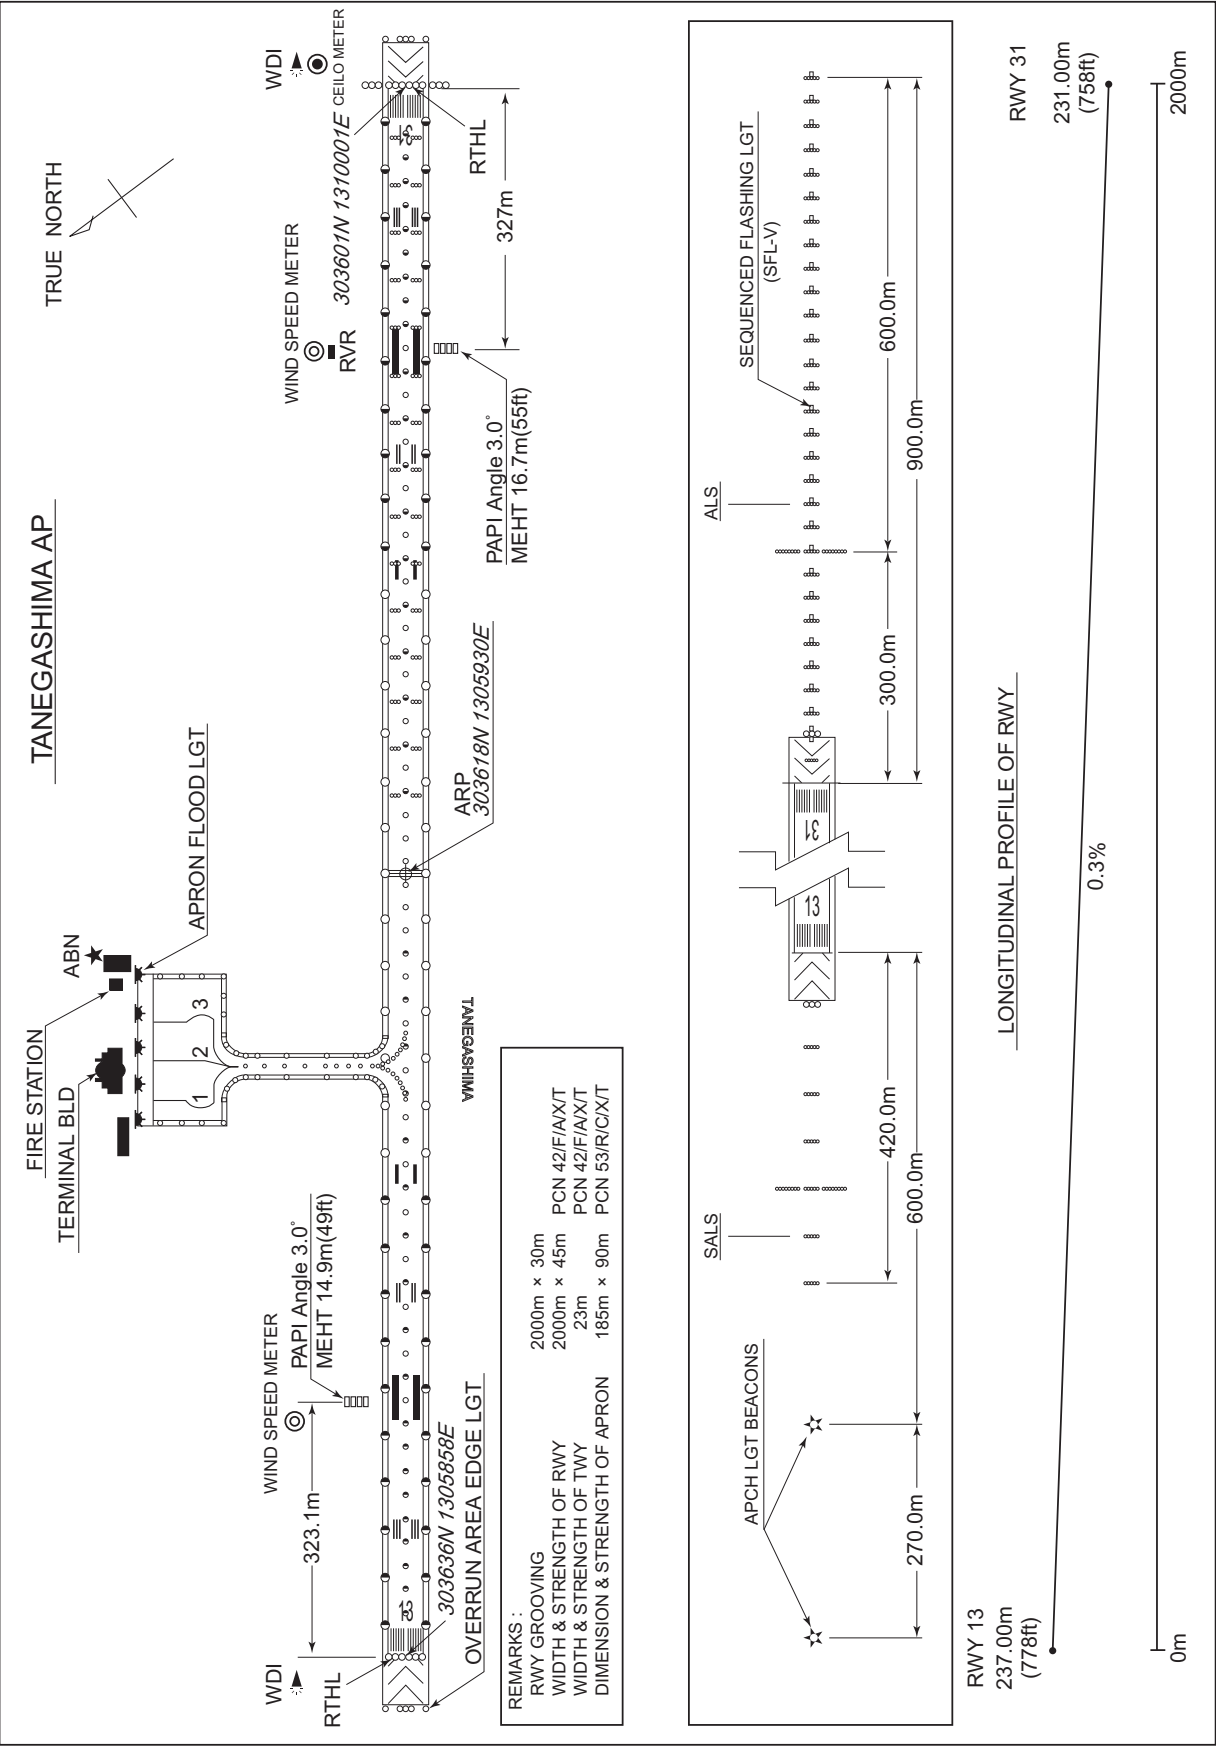 TANEGASHIMA AP
TRUE NORTH
WDI
CEILO METER
WIND SPEED METER
RVR
303601N 1310001E
RTHL
327m
31
PAPI Angle 3.0°
MEHT 16.7m(55ft)
ARP
303618N 1305930E
FIRE STATION
TERMINAL BLD
ABN
APRON FLOOD LGT
1
2
3
TANEGASHIMA
WIND SPEED METER
PAPI Angle 3.0°
MEHT 14.9m(49ft)
323.1m
WDI
RTHL
13
303636N 1305858E
OVERRUN AREA EDGE LGT
REMARKS :
RWY GROOVING 2000m × 30m
WIDTH & STRENGTH OF RWY 2000m × 45m PCN 42/F/A/X/T
WIDTH & STRENGTH OF TWY 23m PCN 42/F/A/X/T
DIMENSION & STRENGTH OF APRON 185m × 90m PCN 53/R/C/X/T
APCH LGT BEACONS
SALS
ALS
SEQUENCED FLASHING LGT
(SFL-V)
13
31
270.0m
600.0m
420.0m
300.0m
600.0m
900.0m
LONGITUDINAL PROFILE OF RWY
RWY 13
237.00m
(778ft)
0.3%
RWY 31
231.00m
(758ft)
0m
2000m